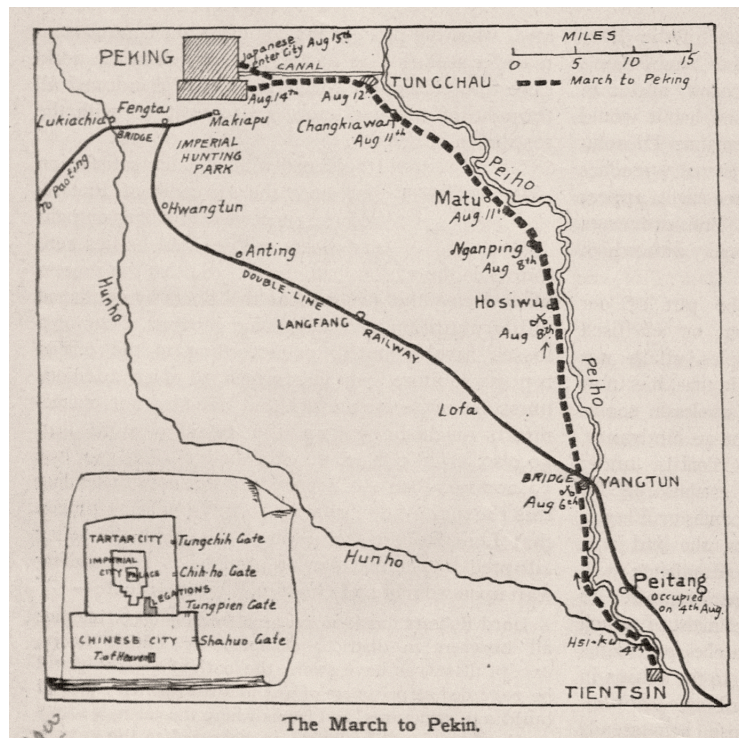 PEKING
Japanese
enter City Aug 15th
CANAL
MILES
0 5 10 15
March to Peking
TUNGCHAU
Aug. 14th
Aug. 12
Lukiachia
Fengtai
BRIDGE
Makiapu
IMPERIAL
HUNTING
PARK
To Paoting
Changkiawan
Aug 11th
Peiho
Matu
Aug 11
Hwangtun
Nganping
Aug 8th
Anting
Hunho
DOUBLE-LINE
RAILWAY
LANGFANG
Hosiwu
Aug 8th
Peiho
Lofa
BRIDGE
YANGTUN
Aug 6th
Hunho
Peitang
occupied
on 4th Aug.
Hsi-ku
4th
TIENTSIN
TARTAR CITY
Tungchih Gate
IMPERIAL
CITY
PALACE
Chih-ho Gate
LEGATIONS
Tungpien Gate
CHINESE CITY
Shahuo Gate
T. of Heaven
The March to Pekin.